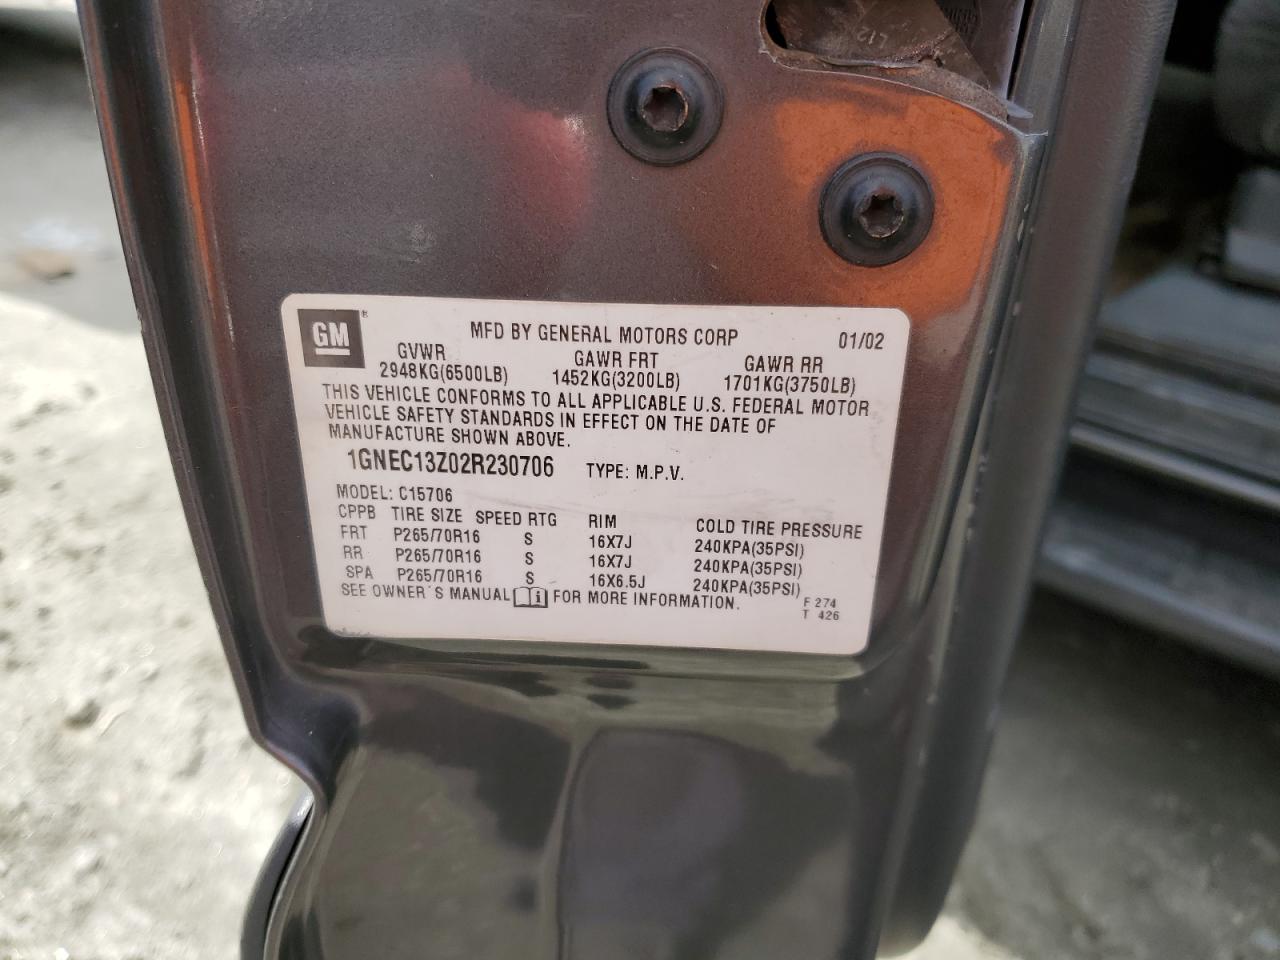 L12
GM ®
MFD BY GENERAL MOTORS CORP 01/02
GVWR GAWR FRT GAWR RR
2948KG(6500LB) 1452KG(3200LB) 1701KG(3750LB)
THIS VEHICLE CONFORMS TO ALL APPLICABLE U.S. FEDERAL MOTOR
VEHICLE SAFETY STANDARDS IN EFFECT ON THE DATE OF
MANUFACTURE SHOWN ABOVE.
1GNEC13Z02R230706 TYPE: M.P.V.
MODEL: C15706
CPPB TIRE SIZE SPEED RTG RIM COLD TIRE PRESSURE
FRT P265/70R16 S 16X7J 240KPA(35PSI)
RR P265/70R16 S 16X7J 240KPA(35PSI)
SPA P265/70R16 S 16X6.5J 240KPA(35PSI)
SEE OWNER'S MANUAL i FOR MORE INFORMATION.
F 274
T 426